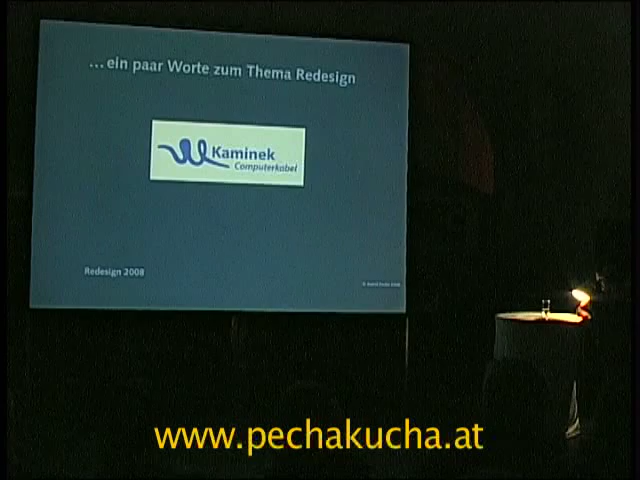 ...ein paar Worte zum Thema Redesign
Kaminek
Computerkabel
Redesign 2008
www.pechakucha.at